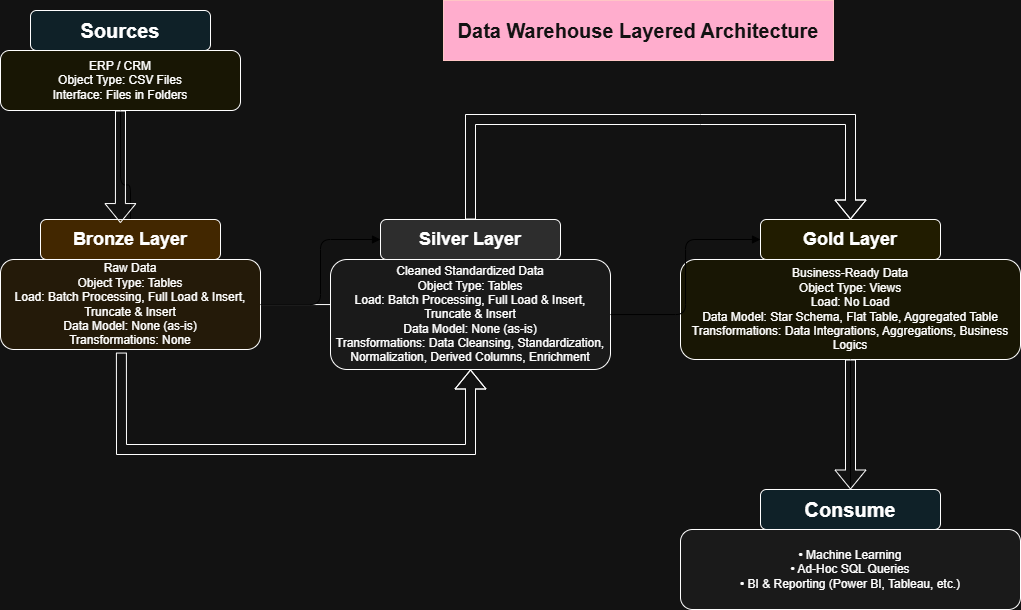 Data Warehouse Layered Architecture
Sources
ERP / CRM
Object Type: CSV Files
Interface: Files in Folders
Bronze Layer
Raw Data
Object Type: Tables
Load: Batch Processing, Full Load & Insert,
Truncate & Insert
Data Model: None (as-is)
Transformations: None
Silver Layer
Cleaned Standardized Data
Object Type: Tables
Load: Batch Processing, Full Load & Insert,
Truncate & Insert
Data Model: None (as-is)
Transformations: Data Cleansing, Standardization,
Normalization, Derived Columns, Enrichment
Gold Layer
Business-Ready Data
Object Type: Views
Load: No Load
Data Model: Star Schema, Flat Table, Aggregated Table
Transformations: Data Integrations, Aggregations, Business
Logics
Consume
• Machine Learning
• Ad-Hoc SQL Queries
• BI & Reporting (Power BI, Tableau, etc.)